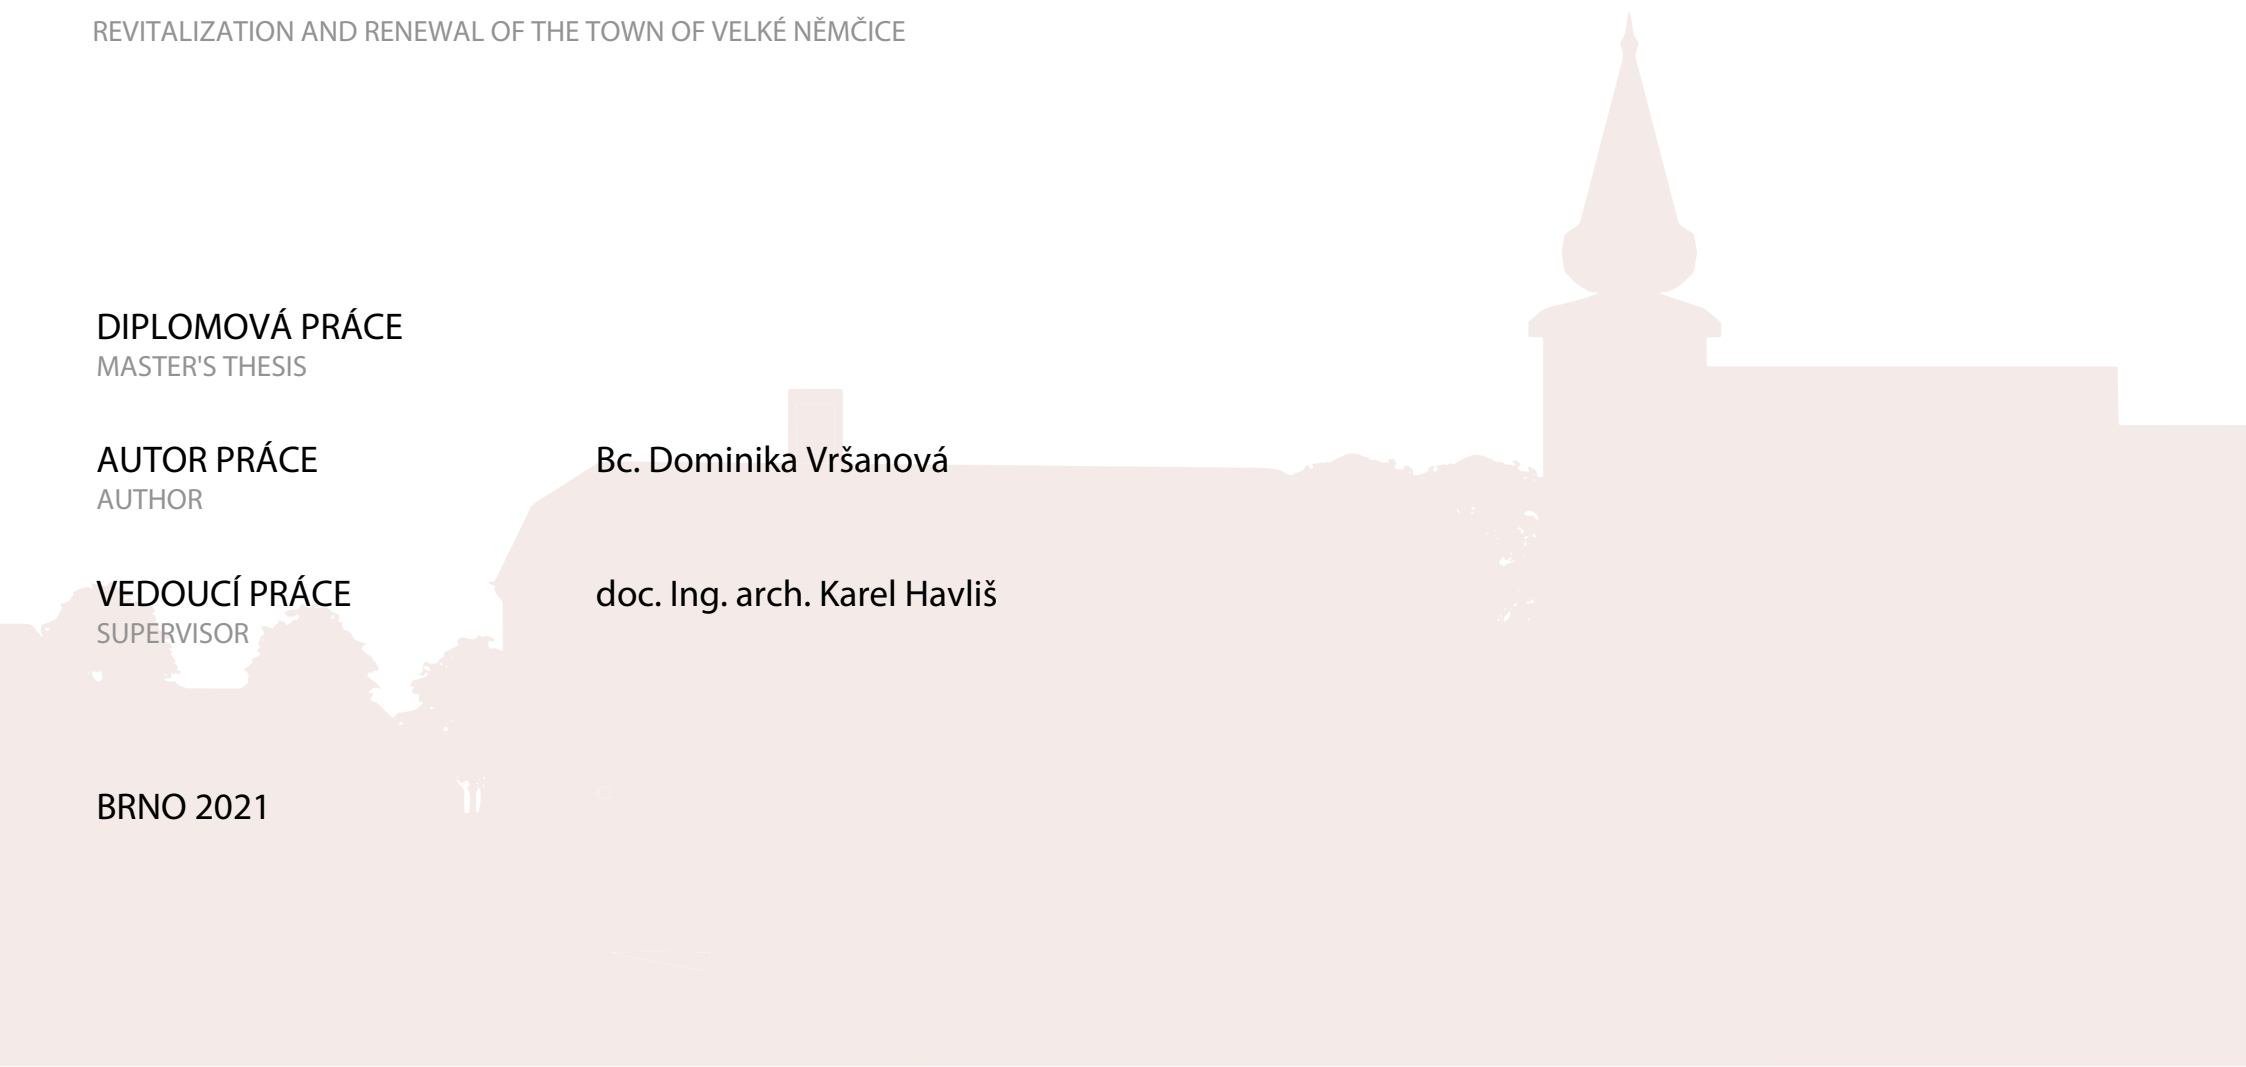 REVITALIZATION AND RENEWAL OF THE TOWN OF VELKÉ NĚMČICE
DIPLOMOVÁ PRÁCE
MASTER'S THESIS
AUTOR PRÁCE Bc. Dominika Vršanová
AUTHOR
VEDOUCÍ PRÁCE doc. Ing. arch. Karel Havliš
SUPERVISOR
BRNO 2021